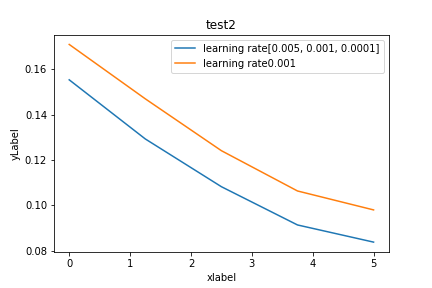 test2
learning rate[0.005, 0.001, 0.0001]
learning rate0.001
yLabel
0.16
0.14
0.12
0.10
0.08
0 1 2 3 4 5
xlabel